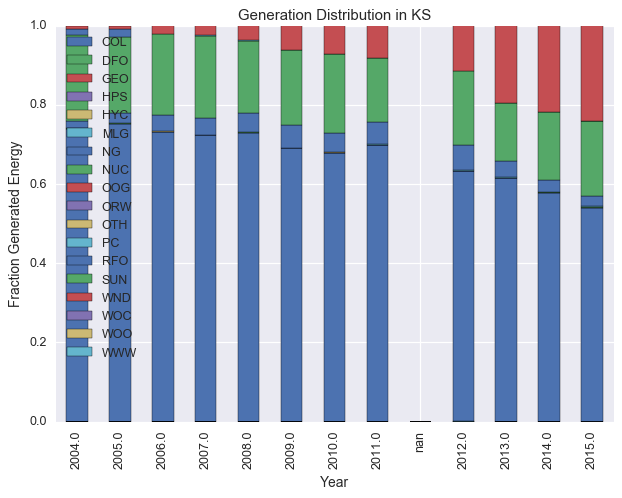 Generation Distribution in KS
1.0
0.8
0.6
0.4
0.2
0.0
Fraction Generated Energy
COL
DFO
GEO
HPS
HYC
MLG
NG
NUC
OOG
ORW
OTH
PC
RFO
SUN
WND
WOC
WOO
WWW
2004.0
2005.0
2006.0
2007.0
2008.0
2009.0
2010.0
2011.0
nan
2012.0
2013.0
2014.0
2015.0
Year